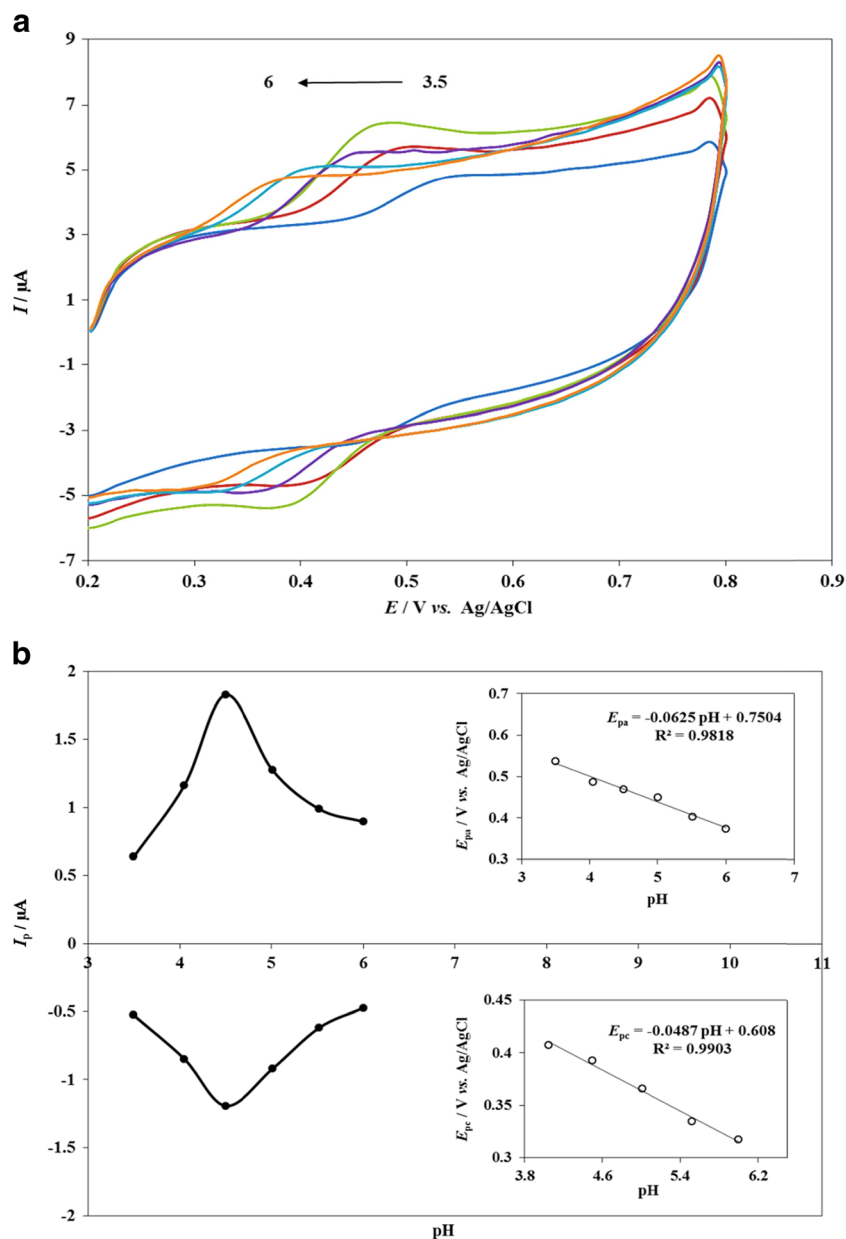 a
9
7
5
3
1
-1
-3
-5
-7
6
3.5
I / µA
0.2 0.3 0.4 0.5 0.6 0.7 0.8 0.9
E / V vs. Ag/AgCl
b
2
1.5
1
0.5
0
-0.5
-1
-1.5
-2
I p / µA
3 4 5 6 7 8 9 10 11
pH
0.7
0.6
0.5
0.4
0.3
E pa / V vs. Ag/AgCl
E pa = -0.0625 pH + 0.7504
R² = 0.9818
3 4 5 6 7
pH
0.45
0.4
0.35
0.3
E pc / V vs. Ag/AgCl
E pc = -0.0487 pH + 0.608
R² = 0.9903
3.8 4.6 5.4 6.2
pH